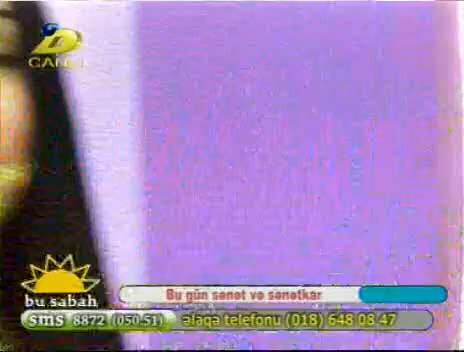 CANLI
Bu gün sənət və sənətkar
bu sabah
sms 8872 (050.51) əlaqə telefonu (018) 648 08 47